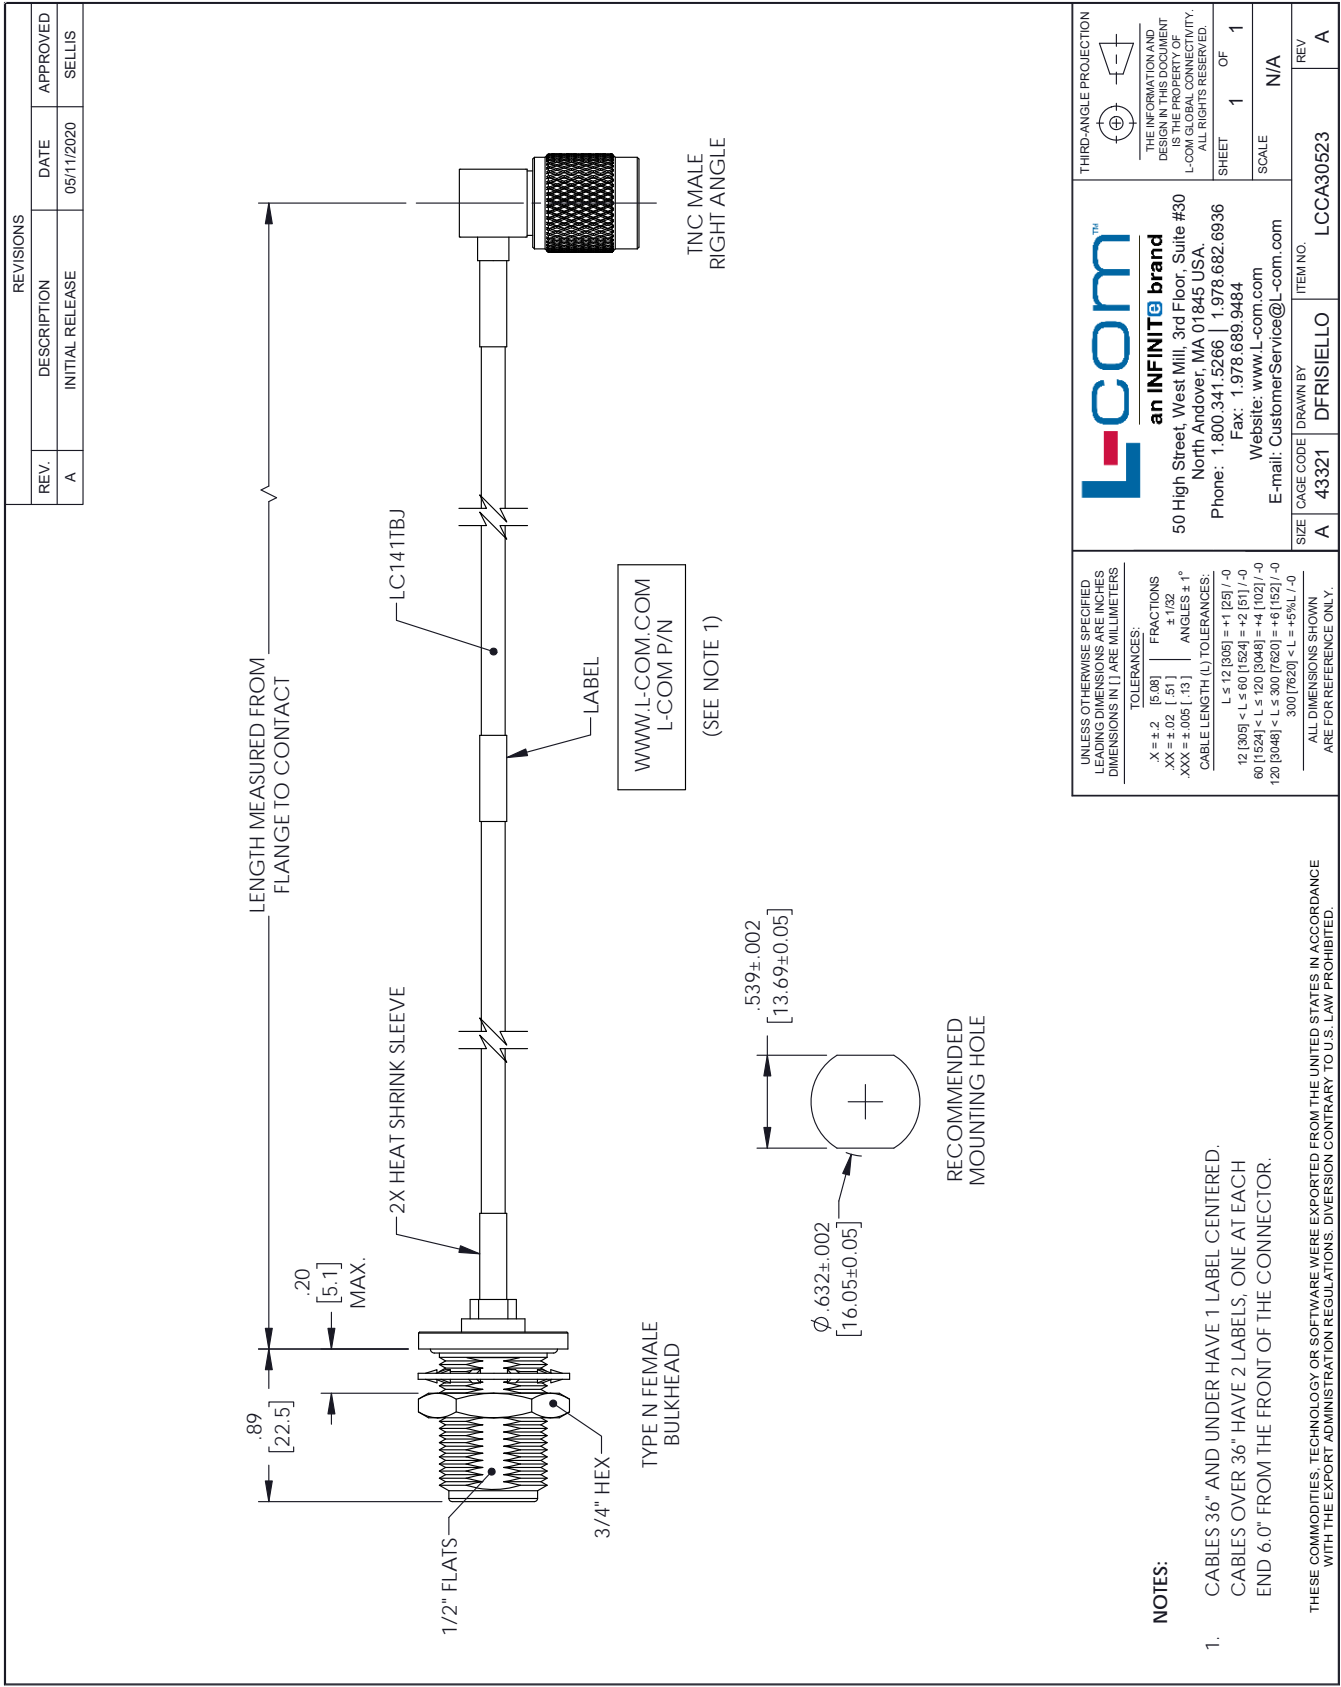 REVISIONS
REV. DESCRIPTION DATE APPROVED
A INITIAL RELEASE 05/11/2020 SELLIS
LENGTH MEASURED FROM
FLANGE TO CONTACT
.89
[22.5]
.20
[5.1]
MAX.
2X HEAT SHRINK SLEEVE
LC141TBJ
1/2" FLATS
3/4" HEX
LABEL
WWW.L-COM.COM
L-COM P/N
(SEE NOTE 1)
TYPE N FEMALE
BULKHEAD
TNC MALE
RIGHT ANGLE
.539±.002
[13.69±0.05]
Ø.632±.002
[16.05±0.05]
RECOMMENDED
MOUNTING HOLE
NOTES:
1. CABLES 36" AND UNDER HAVE 1 LABEL CENTERED.
CABLES OVER 36" HAVE 2 LABELS, ONE AT EACH
END 6.0" FROM THE FRONT OF THE CONNECTOR.
THESE COMMODITIES, TECHNOLOGY OR SOFTWARE WERE EXPORTED FROM THE UNITED STATES IN ACCORDANCE
WITH THE EXPORT ADMINISTRATION REGULATIONS. DIVERSION CONTRARY TO U.S. LAW PROHIBITED.
UNLESS OTHERWISE SPECIFIED
LEADING DIMENSIONS ARE INCHES
DIMENSIONS IN [ ] ARE MILLIMETERS
TOLERANCES:
.X = ±.2 [5.08] FRACTIONS
.XX = ±.02 [.51] ± 1/32
.XXX = ±.005 [.13] ANGLES ± 1°
CABLE LENGTH (L) TOLERANCES:
L ≤ 12 [305] = +1 [25] / -0
12 [305] < L ≤ 60 [1524] = +2 [51] / -0
60 [1524] < L ≤ 120 [3048] = +4 [102] / -0
120 [3048] < L ≤ 300 [7620] = +6 [152] / -0
300 [7620] < L = +5%L / -0
ALL DIMENSIONS SHOWN
ARE FOR REFERENCE ONLY.
L-com™
an INFINITe brand
50 High Street, West Mill, 3rd Floor, Suite #30
North Andover, MA 01845 USA.
Phone: 1.800.341.5266 | 1.978.682.6936
Fax: 1.978.689.9484
Website: www.L-com.com
E-mail: CustomerService@L-com.com
THIRD-ANGLE PROJECTION
THE INFORMATION AND
DESIGN IN THIS DOCUMENT
IS THE PROPERTY OF
L-COM GLOBAL CONNECTIVITY.
ALL RIGHTS RESERVED.
SHEET 1 OF 1
SCALE N/A
SIZE CAGE CODE DRAWN BY ITEM NO. REV
A 43321 DFRISIELLO LCCA30523 A